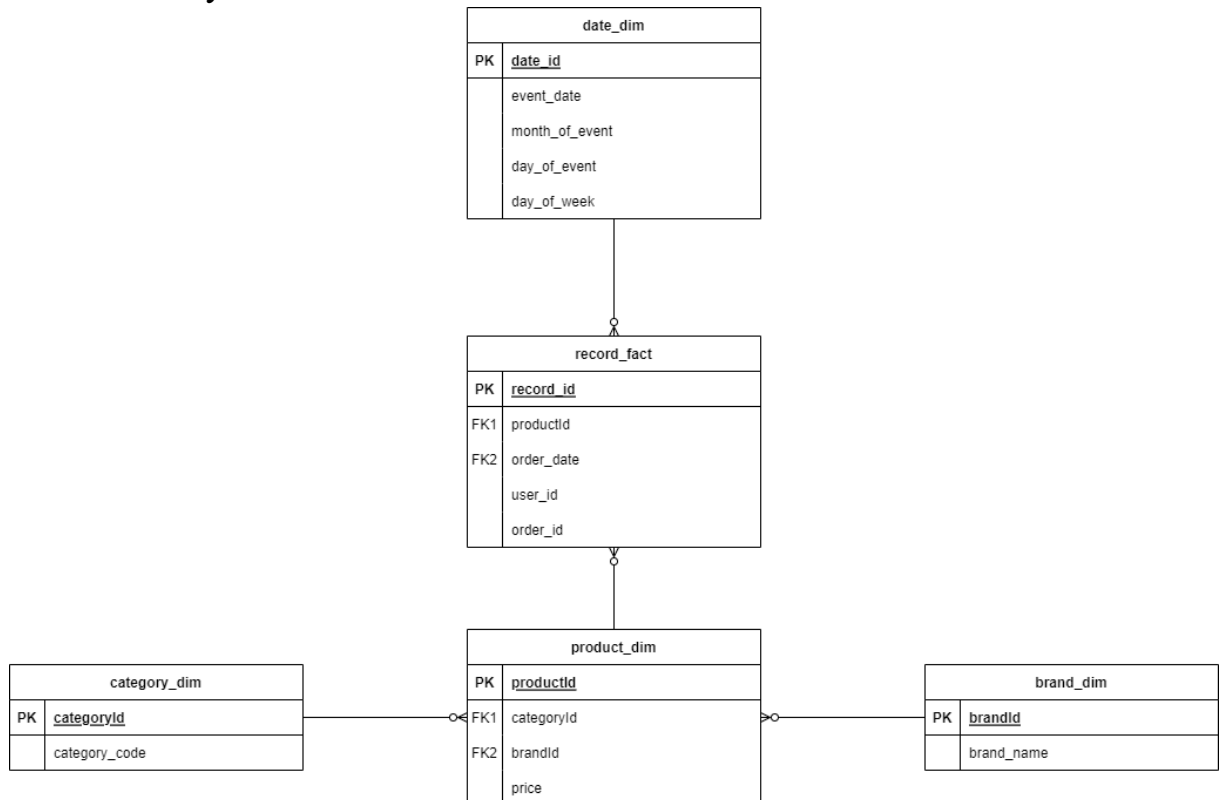 date_dim
PK date_id
event_date
month_of_event
day_of_event
day_of_week
record_fact
PK record_id
FK1 productId
FK2 order_date
user_id
order_id
product_dim
PK productId
FK1 categoryId
FK2 brandId
price
category_dim
PK categoryId
category_code
brand_dim
PK brandId
brand_name